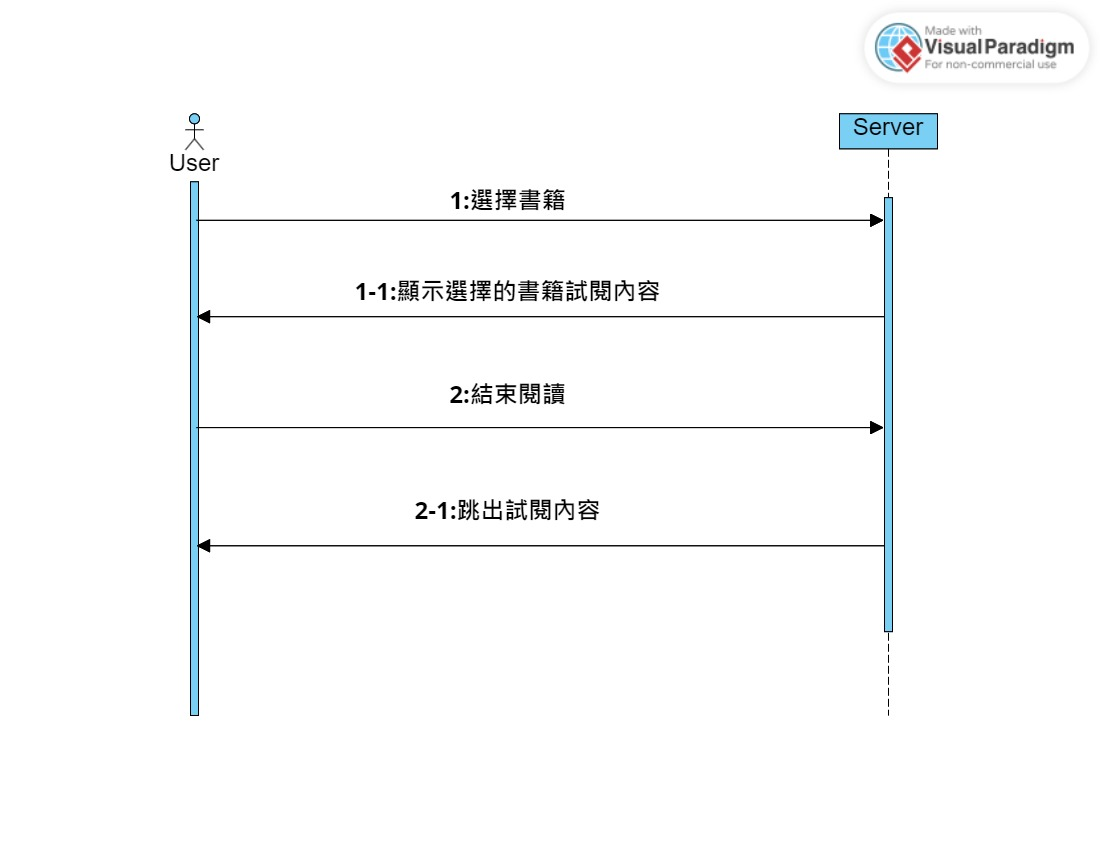 Made with
Visual Paradigm
For non-commercial use
User
Server
1:選擇書籍
1-1:顯示選擇的書籍試閱內容
2:結束閱讀
2-1:跳出試閱內容